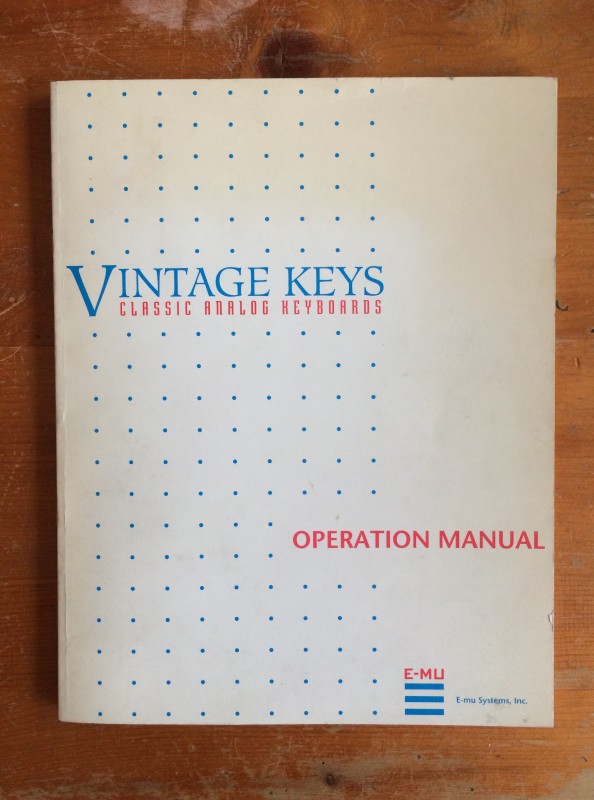 VINTAGE KEYS
CLASSIC ANALOG KEYBOARDS
OPERATION MANUAL
E-MU
E-mu Systems, Inc.